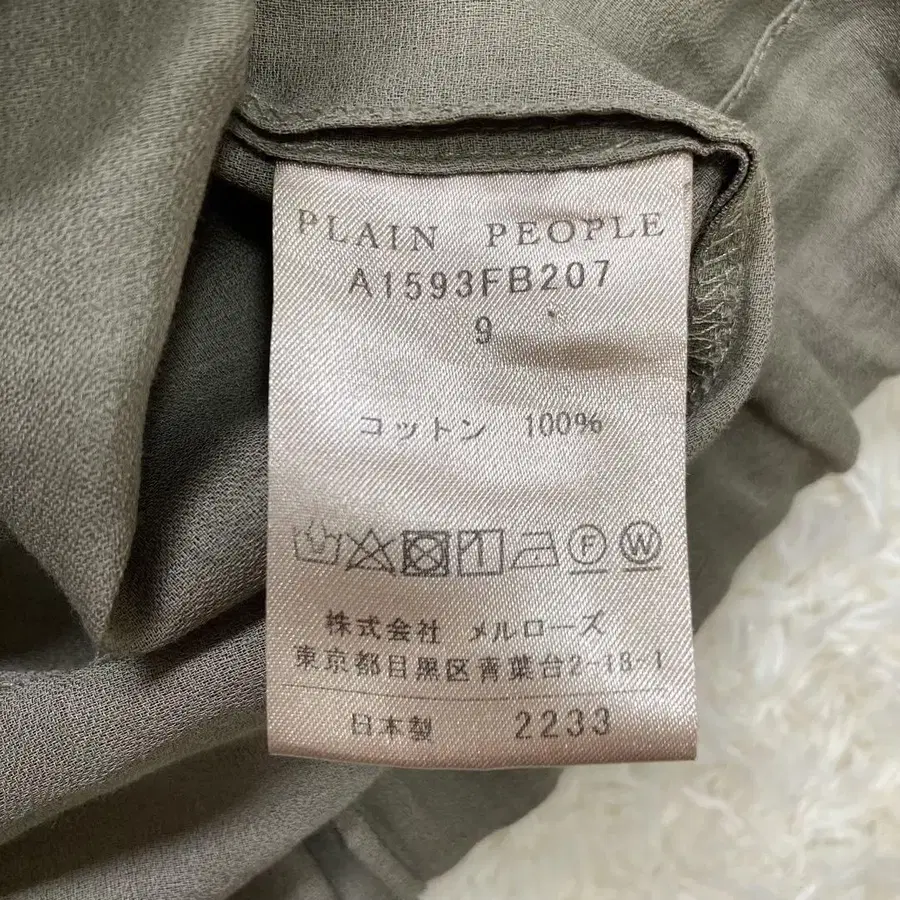 PLAIN PEOPLE
A1593FB207
9
コットン 100%
F W
株式会社 メルローズ
東京都目黒区青葉台2-18-1
日本製 2233